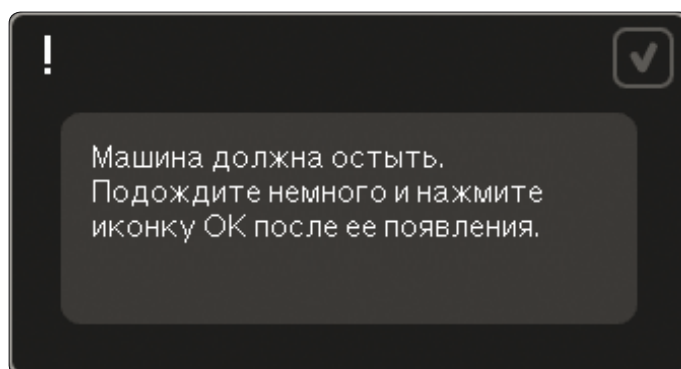 !
Машина должна остыть.
Подождите немного и нажмите
иконку ОК после ее появления.